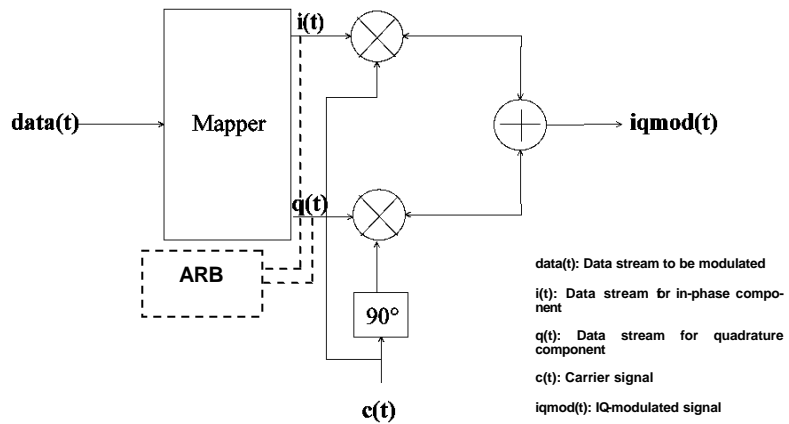 i(t)
data(t)
Mapper
iqmod(t)
q(t)
ARB
90°
c(t)
data(t): Data stream to be modulated
i(t): Data stream for in-phase compo-
nent
q(t): Data stream for quadrature
component
c(t): Carrier signal
iqmod(t): IQ-modulated signal